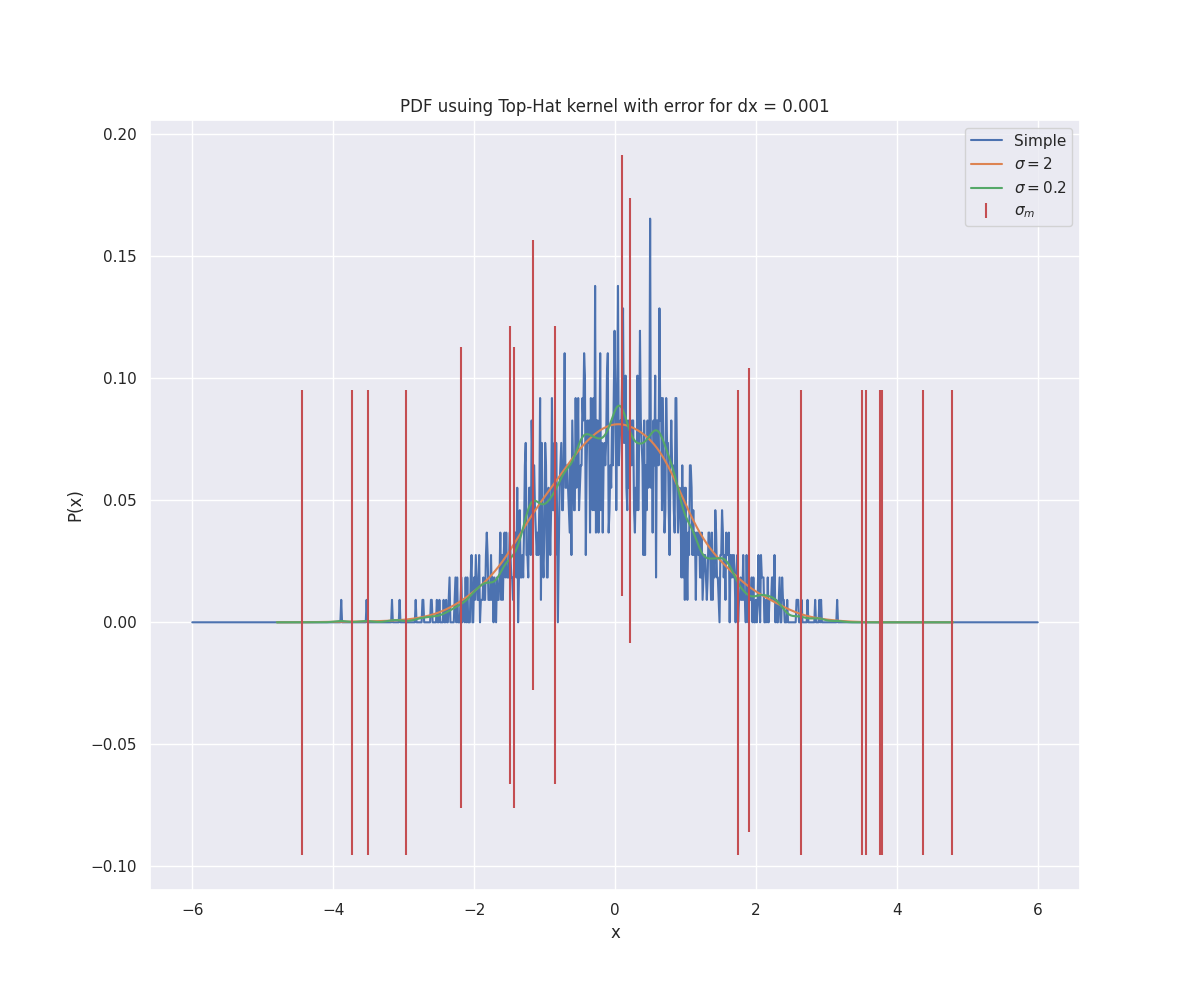 PDF usuing Top-Hat kernel with error for dx = 0.001
Simple
σ = 2
σ = 0.2
σ_m
0.20
0.15
0.10
0.05
0.00
−0.05
−0.10
P(x)
−6 −4 −2 0 2 4 6
x